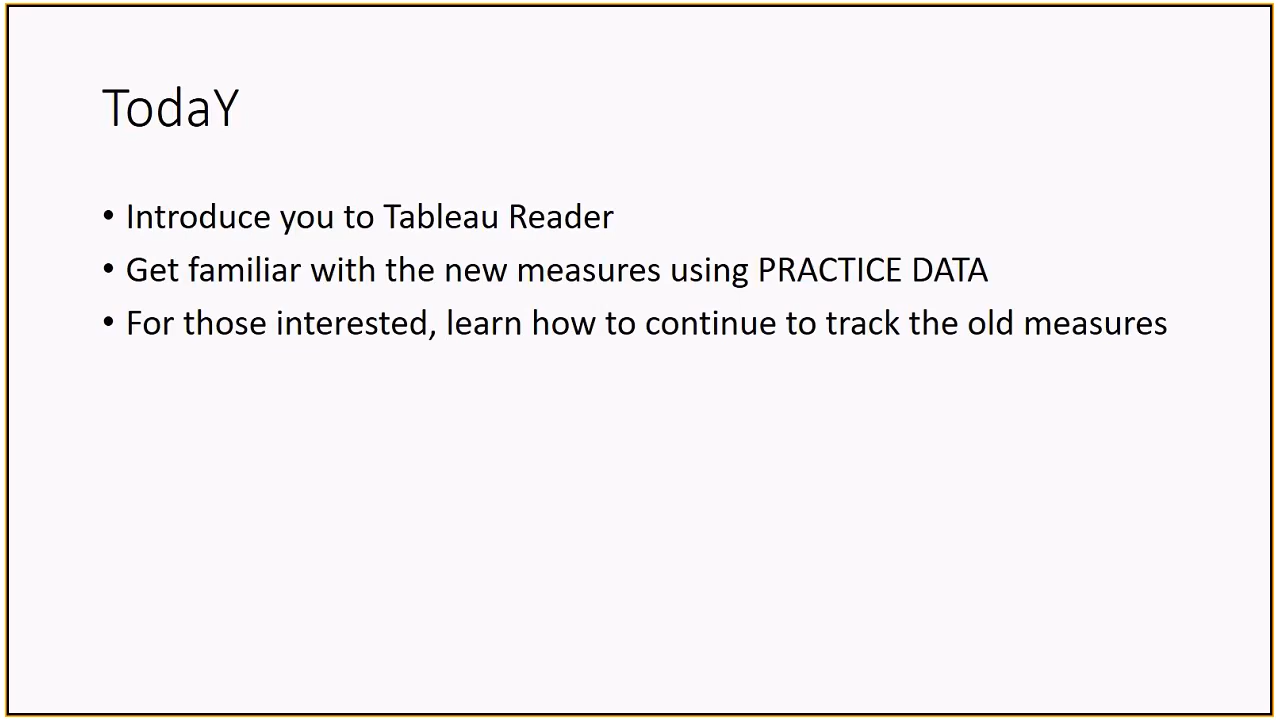 TodaY
• Introduce you to Tableau Reader
• Get familiar with the new measures using PRACTICE DATA
• For those interested, learn how to continue to track the old measures